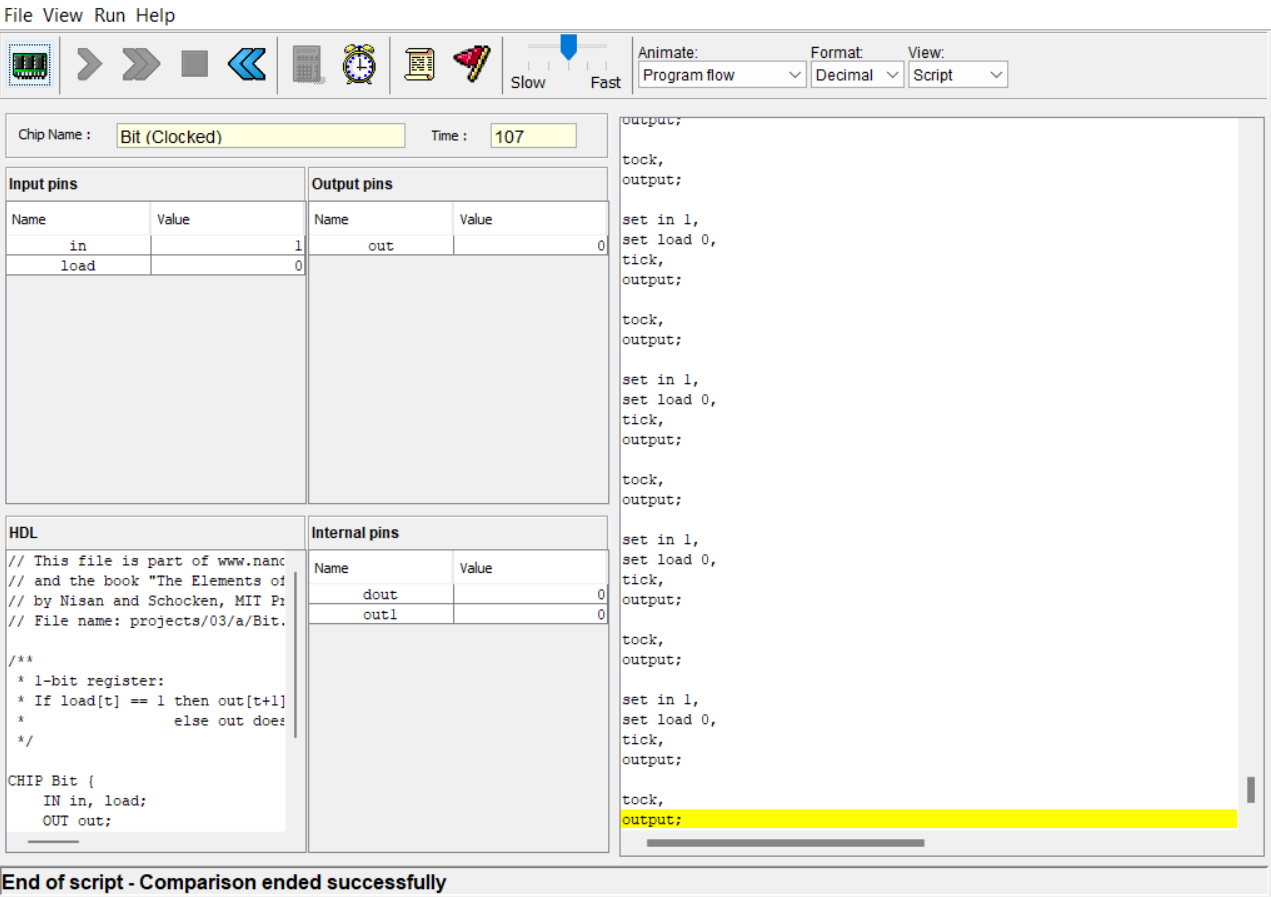 File View Run Help
Slow Fast
Animate: Format: View:
Program flow Decimal Script
Chip Name : Bit (Clocked) Time : 107
Input pins
Name Value
in 1
load 0
Output pins
Name Value
out 0
HDL
// This file is part of www.nand
// and the book "The Elements of
// by Nisan and Schocken, MIT Pr
// File name: projects/03/a/Bit.
/**
* 1-bit register:
* If load[t] == 1 then out[t+1]
* else out does
*/
CHIP Bit {
IN in, load;
OUT out;
Internal pins
Name Value
dout 0
out1 0
output;
tock,
output;
set in 1,
set load 0,
tick,
output;
tock,
output;
set in 1,
set load 0,
tick,
output;
tock,
output;
set in 1,
set load 0,
tick,
output;
tock,
output;
set in 1,
set load 0,
tick,
output;
tock,
output;
End of script - Comparison ended successfully